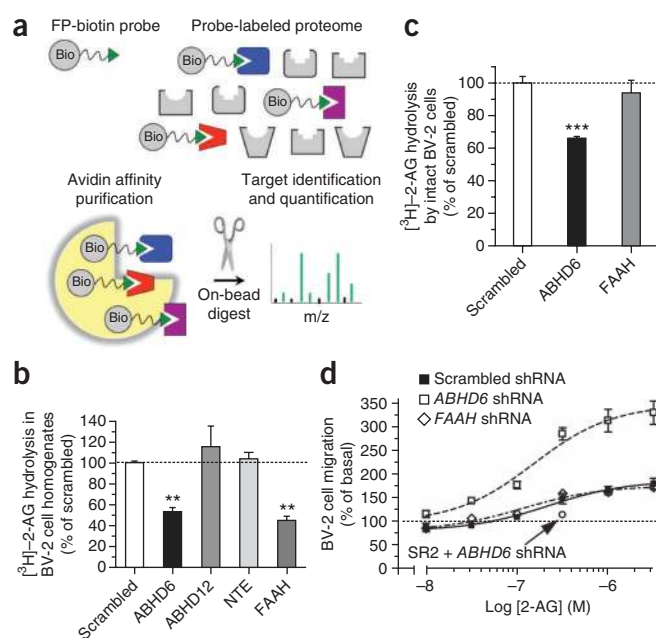 a
FP-biotin probe
Bio
Probe-labeled proteome
Bio
Bio
Bio
Avidin affinity
purification
Target identification
and quantification
Bio
Bio
Bio
On-bead
digest
m/z
b
[³H]–2-AG hydrolysis in
BV-2 cell homogenates
(% of scrambled)
140
120
100
80
60
40
20
0
**
**
Scrambled
ABHD6
ABHD12
NTE
FAAH
c
[³H]–2-AG hydrolysis
by intact BV-2 cells
(% of scrambled)
100
80
60
40
20
0
***
Scrambled
ABHD6
FAAH
d
Scrambled shRNA
ABHD6 shRNA
FAAH shRNA
BV-2 cell migration
(% of basal)
350
300
250
200
150
100
50
0
SR2 + ABHD6 shRNA
–8
–7
–6
Log [2-AG] (M)